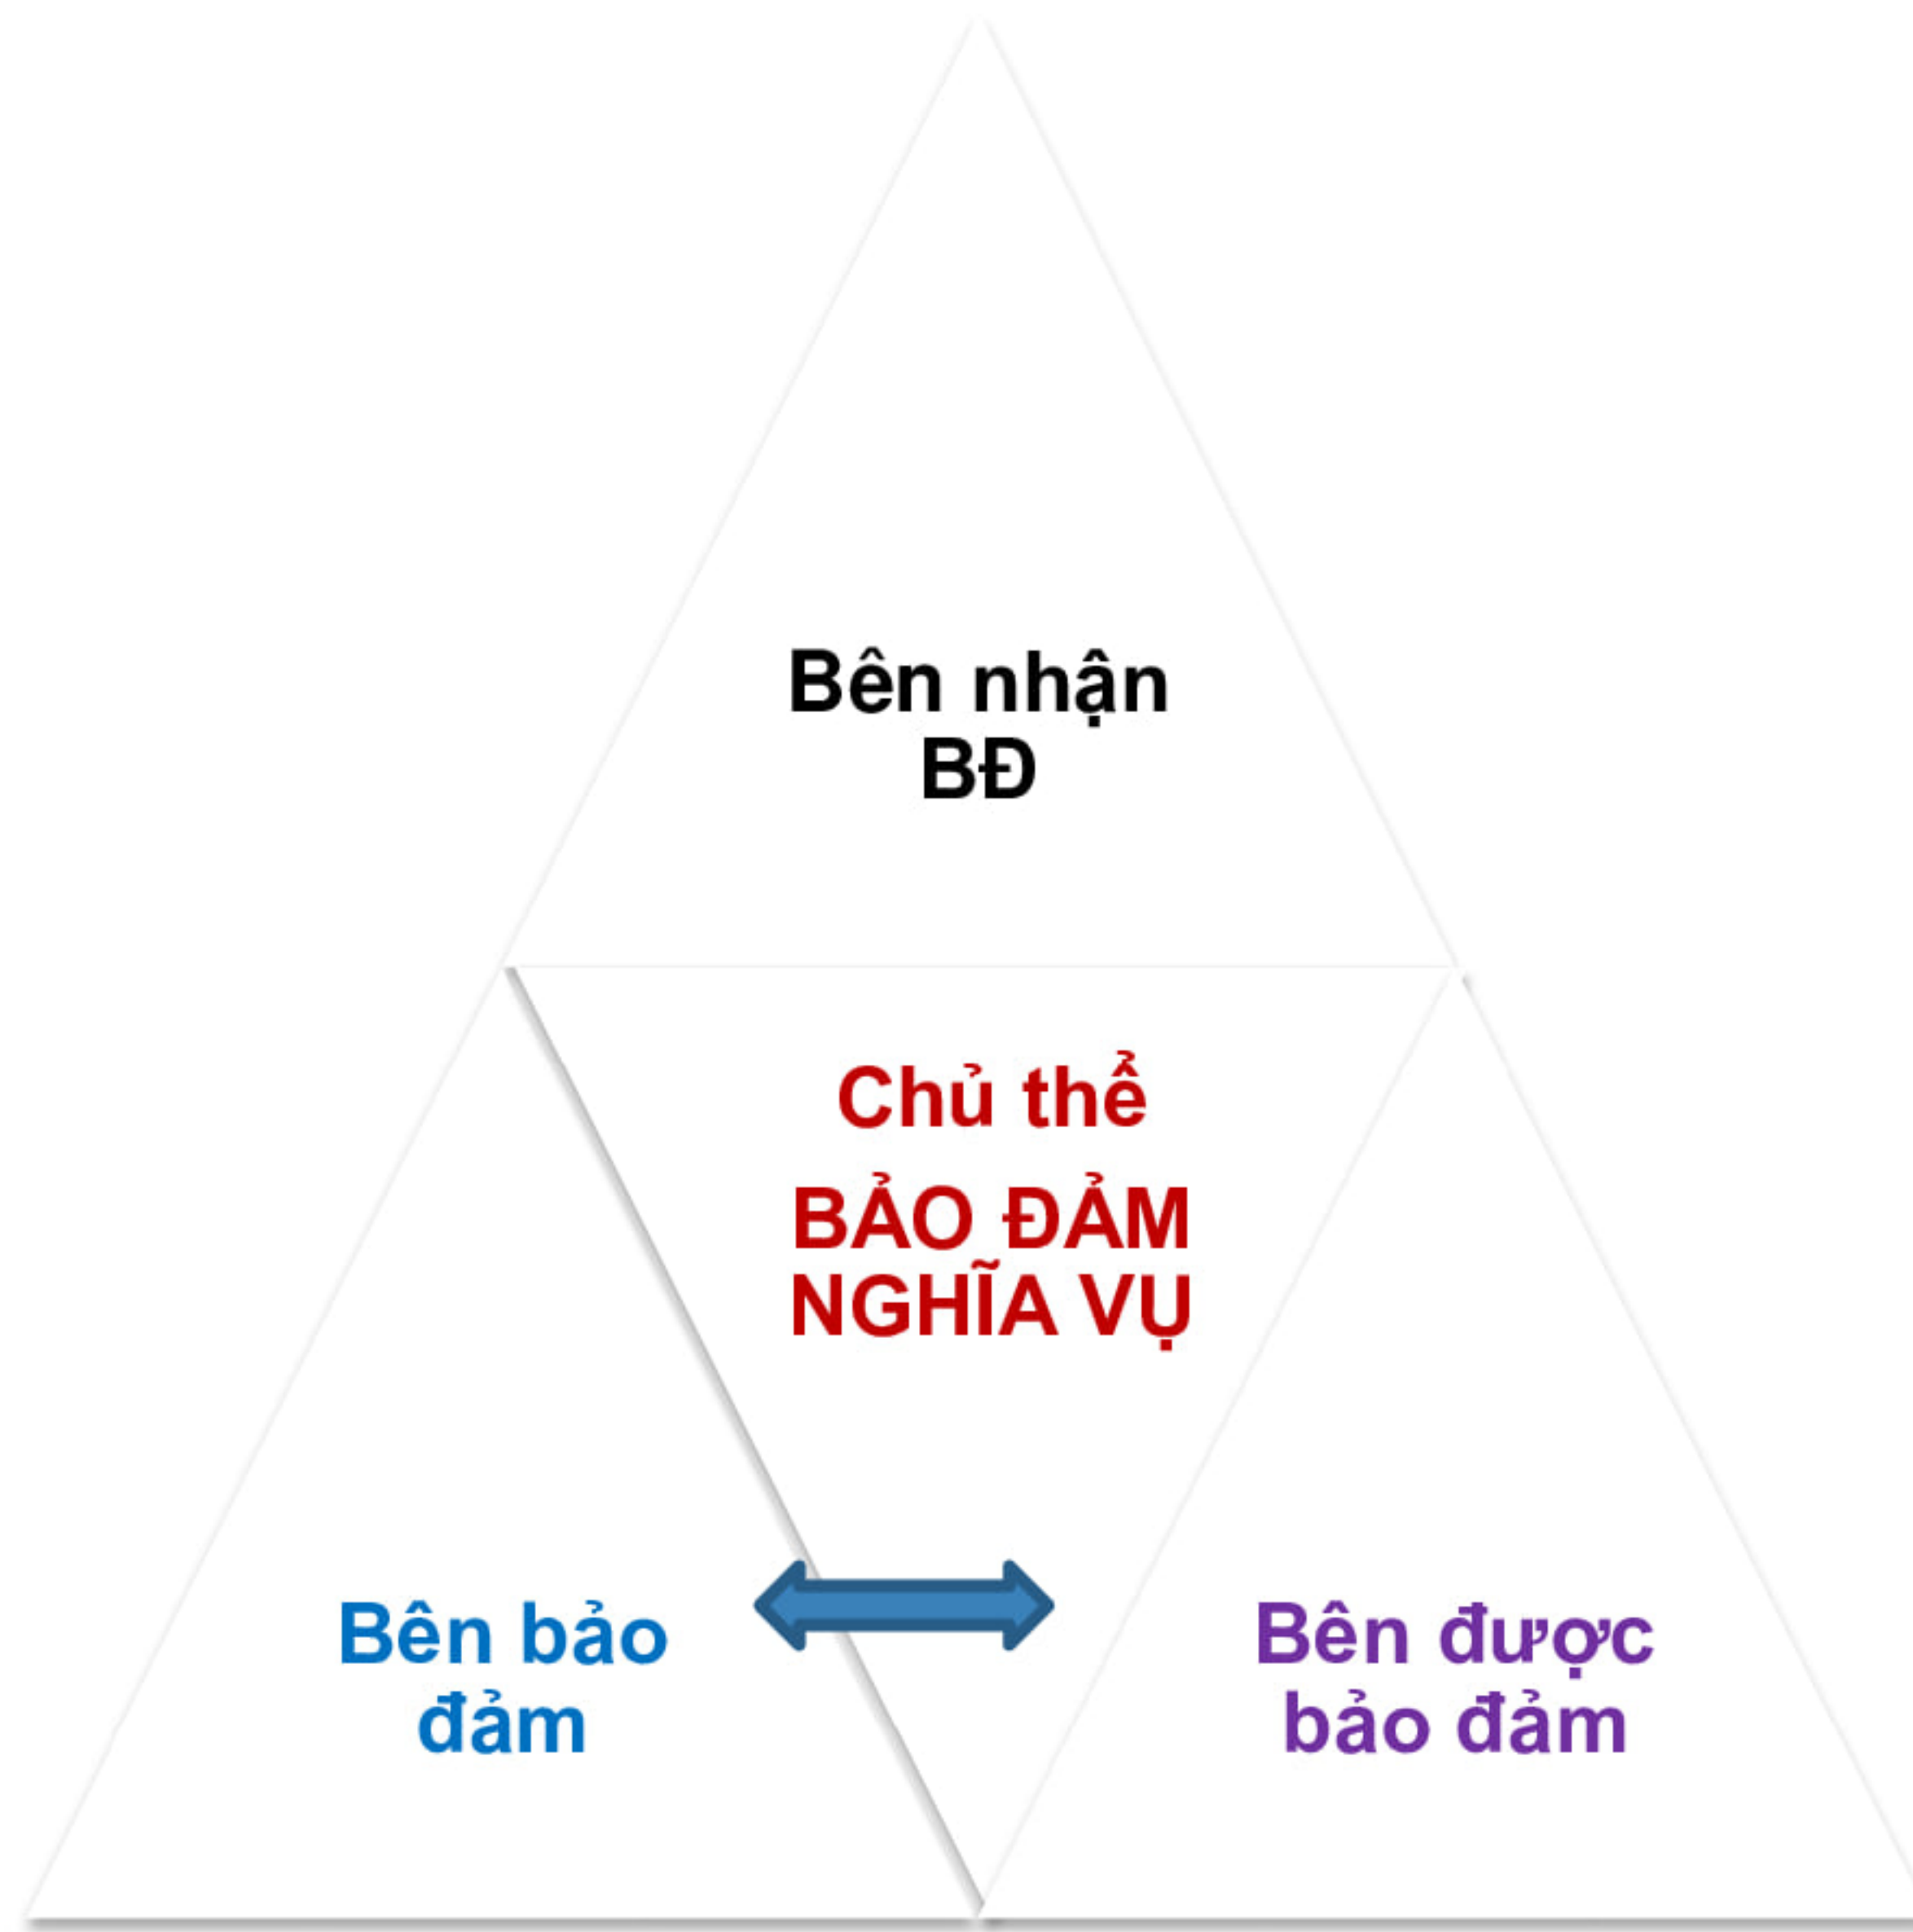 Bên nhận
BĐ
Chủ thể
BẢO ĐẢM
NGHĨA VỤ
Bên bảo
đảm
Bên được
bảo đảm